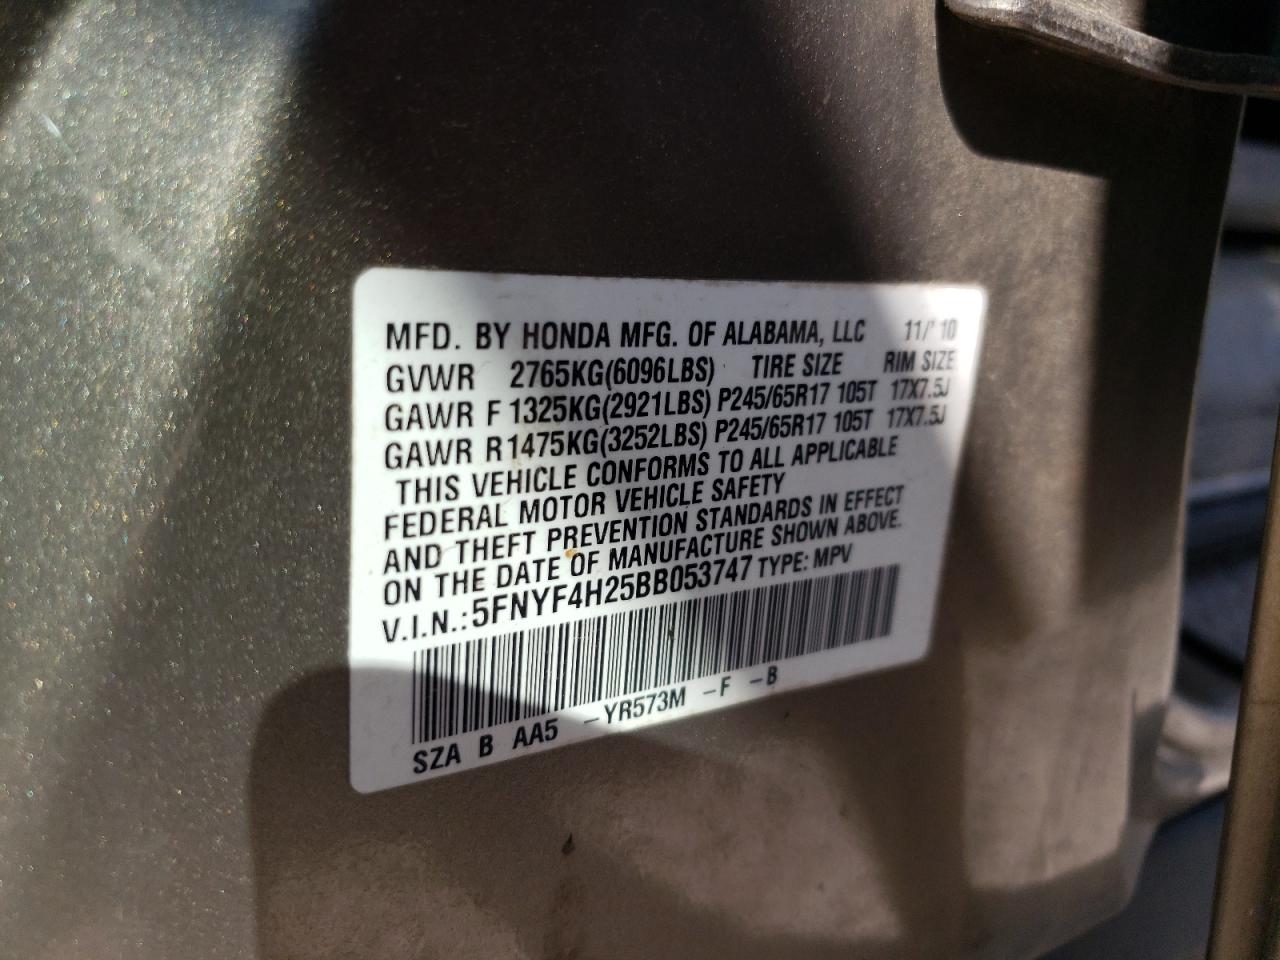 MFD. BY HONDA MFG. OF ALABAMA, LLC 11/'10
GVWR 2765KG(6096LBS) TIRE SIZE RIM SIZE
GAWR F 1325KG(2921LBS) P245/65R17 105T 17X7.5J
GAWR R 1475KG(3252LBS) P245/65R17 105T 17X7.5J
THIS VEHICLE CONFORMS TO ALL APPLICABLE
FEDERAL MOTOR VEHICLE SAFETY
AND THEFT PREVENTION STANDARDS IN EFFECT
ON THE DATE OF MANUFACTURE SHOWN ABOVE.
V.I.N.: 5FNYF4H25BB053747 TYPE: MPV
SZA B AA5 -YR573M -F -B